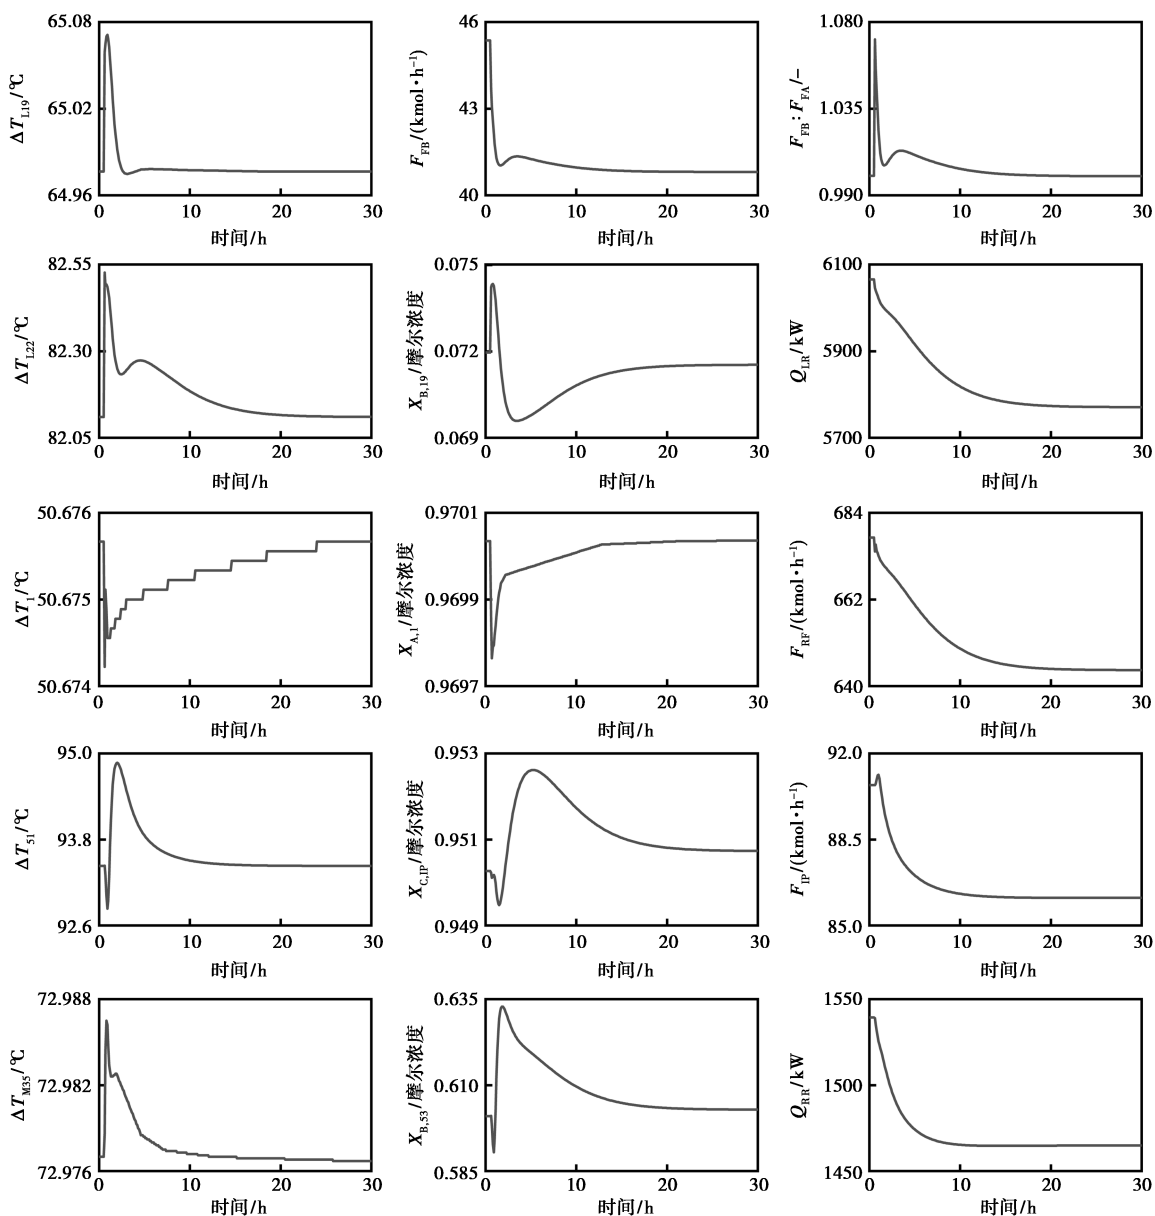 65.08
65.02
64.96
ΔT_L19/℃
0 10 20 30
时间/h
46
43
40
F_FB/(kmol·h⁻¹)
0 10 20 30
时间/h
1.080
1.035
0.990
F_FB:F_FA/−
0 10 20 30
时间/h
82.55
82.30
82.05
ΔT_L22/℃
0 10 20 30
时间/h
0.075
0.072
0.069
X_B,19/摩尔浓度
0 10 20 30
时间/h
6100
5900
5700
Q_LR/kW
0 10 20 30
时间/h
50.676
50.675
50.674
ΔT_1/℃
0 10 20 30
时间/h
0.9701
0.9699
0.9697
X_A,1/摩尔浓度
0 10 20 30
时间/h
684
662
640
F_RF/(kmol·h⁻¹)
0 10 20 30
时间/h
95.0
93.8
92.6
ΔT_51/℃
0 10 20 30
时间/h
0.953
0.951
0.949
X_C,IP/摩尔浓度
0 10 20 30
时间/h
92.0
88.5
85.0
F_IP/(kmol·h⁻¹)
0 10 20 30
时间/h
72.988
72.982
72.976
ΔT_M35/℃
0 10 20 30
时间/h
0.635
0.610
0.585
X_B,53/摩尔浓度
0 10 20 30
时间/h
1550
1500
1450
Q_RR/kW
0 10 20 30
时间/h